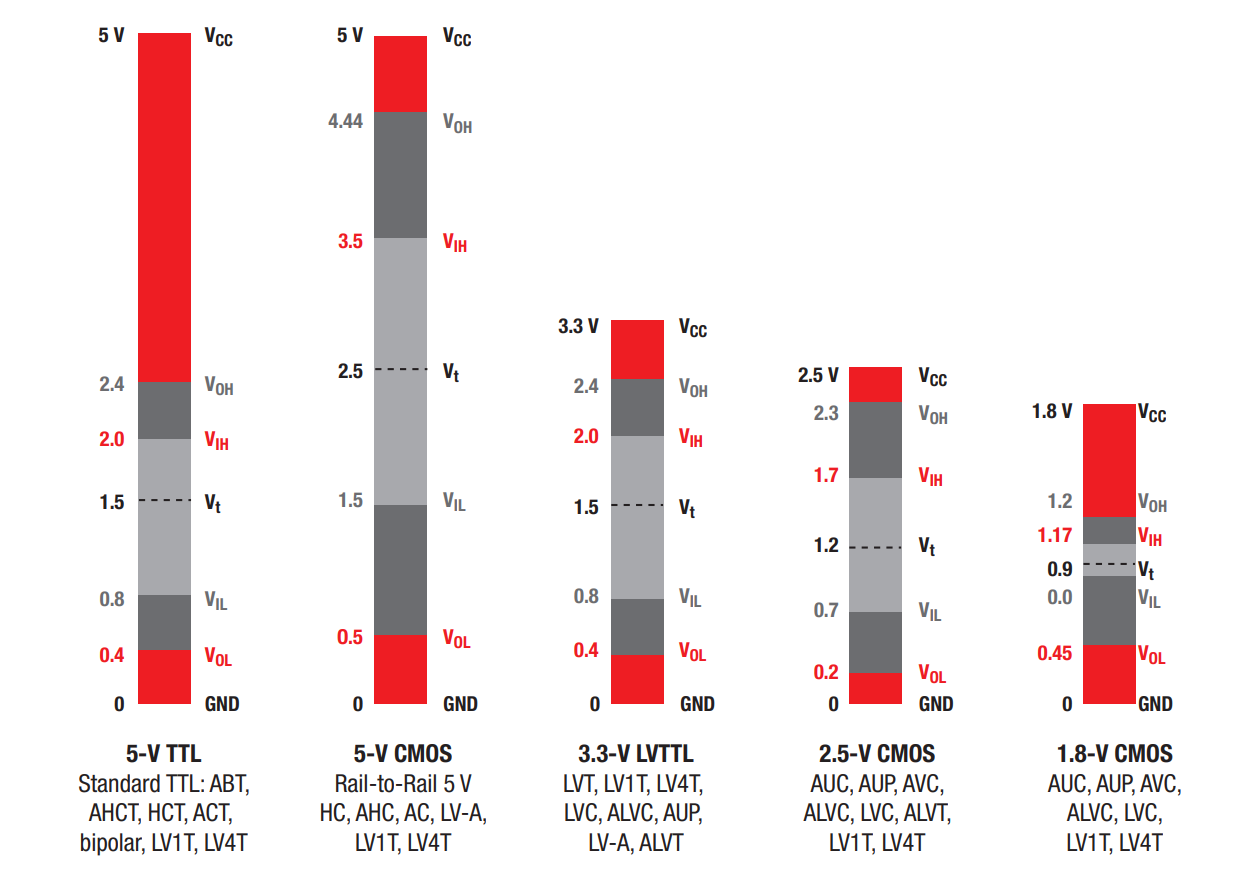 5 V VCC
2.4 VOH
2.0 VIH
1.5 Vt
0.8 VIL
0.4 VOL
0 GND
5-V TTL
Standard TTL: ABT,
AHCT, HCT, ACT,
bipolar, LV1T, LV4T
5 V VCC
4.44 VOH
3.5 VIH
2.5 Vt
1.5 VIL
0.5 VOL
0 GND
5-V CMOS
Rail-to-Rail 5 V
HC, AHC, AC, LV-A,
LV1T, LV4T
3.3 V VCC
2.4 VOH
2.0 VIH
1.5 Vt
0.8 VIL
0.4 VOL
0 GND
3.3-V LVTTL
LVT, LV1T, LV4T,
LVC, ALVC, AUP,
LV-A, ALVT
2.5 V VCC
2.3 VOH
1.7 VIH
1.2 Vt
0.7 VIL
0.2 VOL
0 GND
2.5-V CMOS
AUC, AUP, AVC,
ALVC, LVC, ALVT,
LV1T, LV4T
1.8 V VCC
1.2 VOH
1.17 VIH
0.9 Vt
0.0 VIL
0.45 VOL
0 GND
1.8-V CMOS
AUC, AUP, AVC,
ALVC, LVC,
LV1T, LV4T